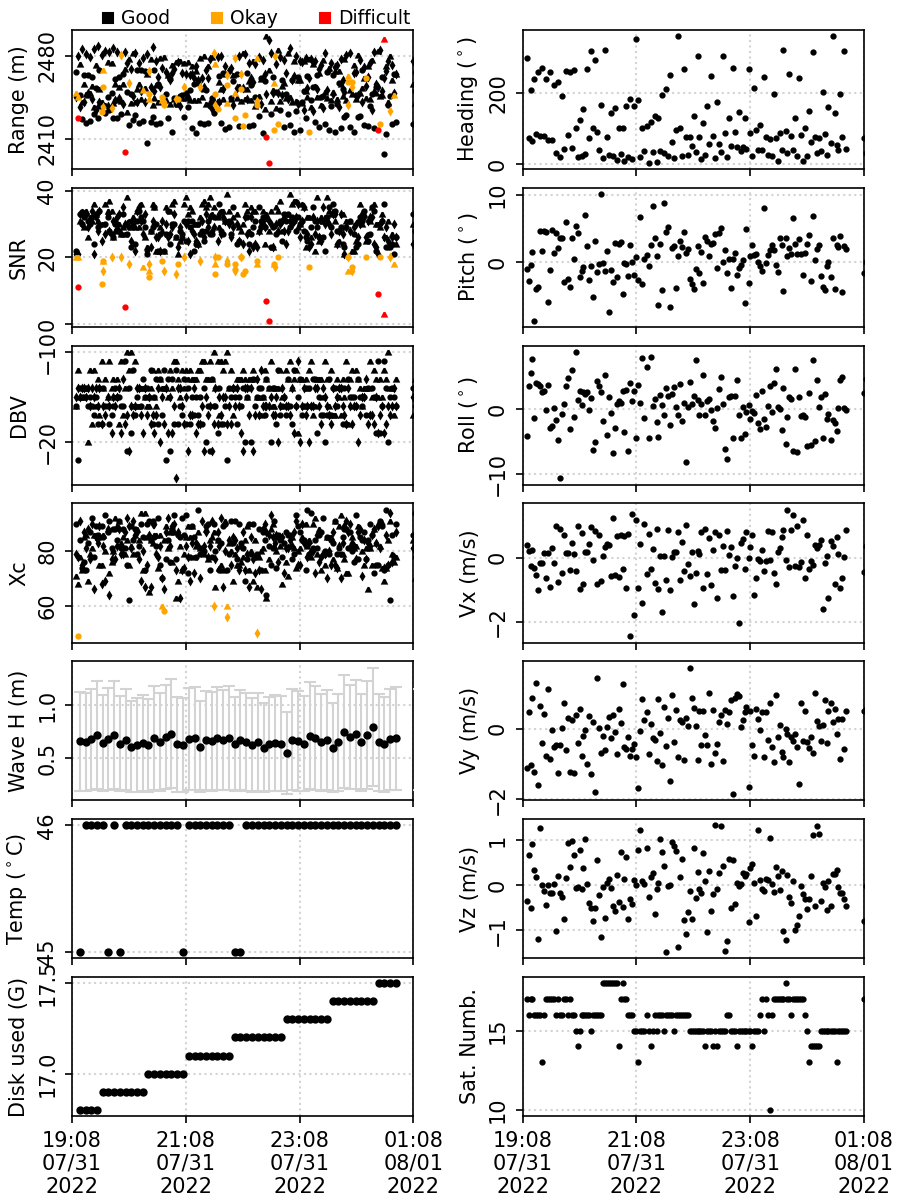 Good Okay Difficult
Range (m)
2480
2410
Heading (°)
200
0
SNR
40
20
0
Pitch (°)
10
0
DBV
−10
−20
Roll (°)
0
−10
Xc
80
60
Vx (m/s)
0
−2
Wave H (m)
1.0
0.5
Vy (m/s)
0
−2
Temp (°C)
46
45
Vz (m/s)
1
0
−1
Disk used (G)
17.5
17.0
Sat. Numb.
15
10
19:08 21:08 23:08 01:08
07/31 07/31 07/31 08/01
2022 2022 2022 2022
19:08 21:08 23:08 01:08
07/31 07/31 07/31 08/01
2022 2022 2022 2022